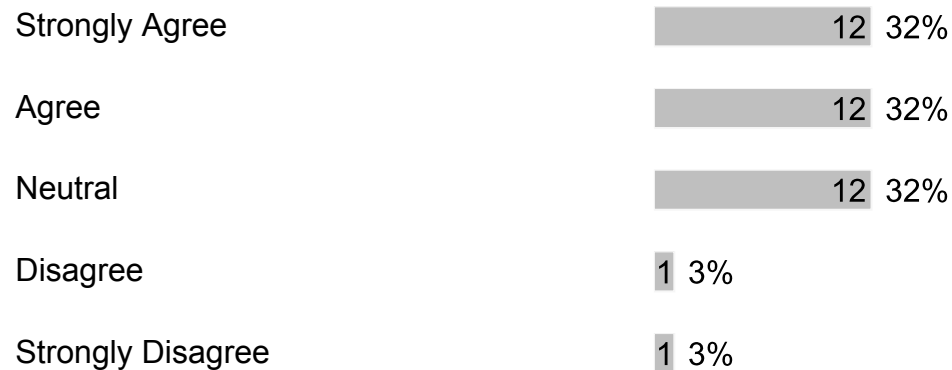 Strongly Agree 12 32%
Agree 12 32%
Neutral 12 32%
Disagree 1 3%
Strongly Disagree 1 3%